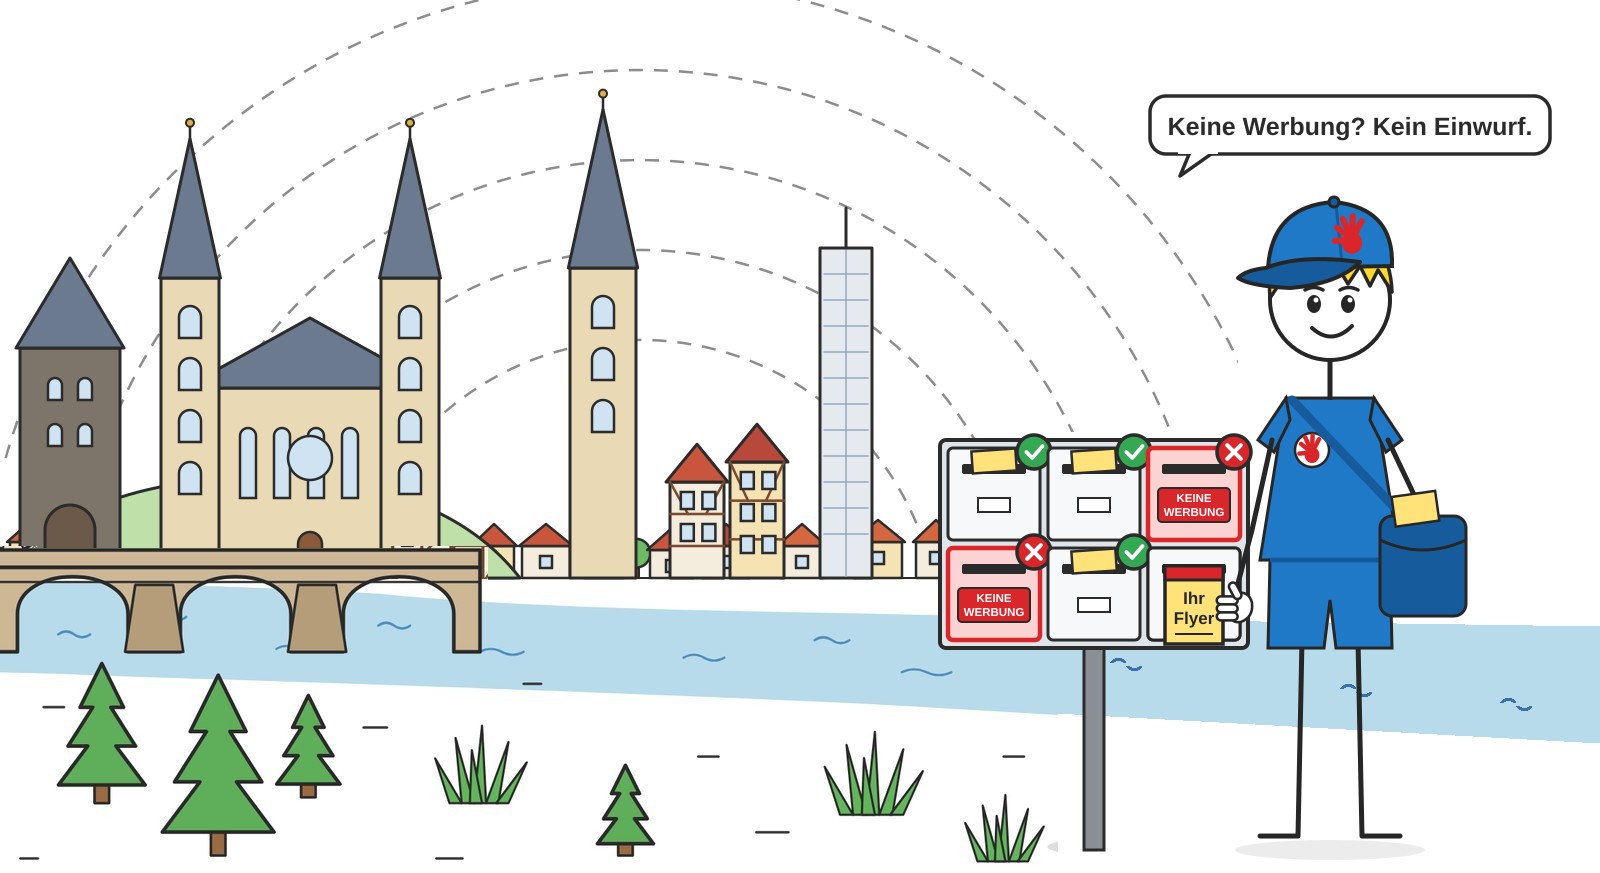 Keine Werbung? Kein Einwurf.
KEINE
WERBUNG
KEINE
WERBUNG
Ihr
Flyer